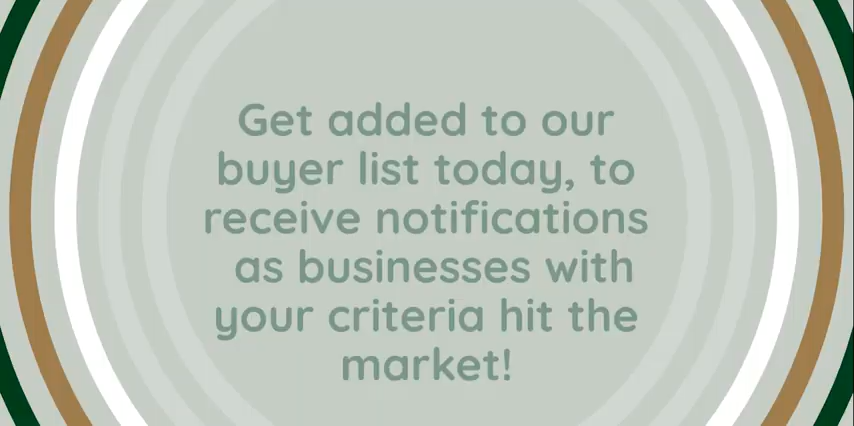 Get added to our
buyer list today, to
receive notifications
as businesses with
your criteria hit the
market!